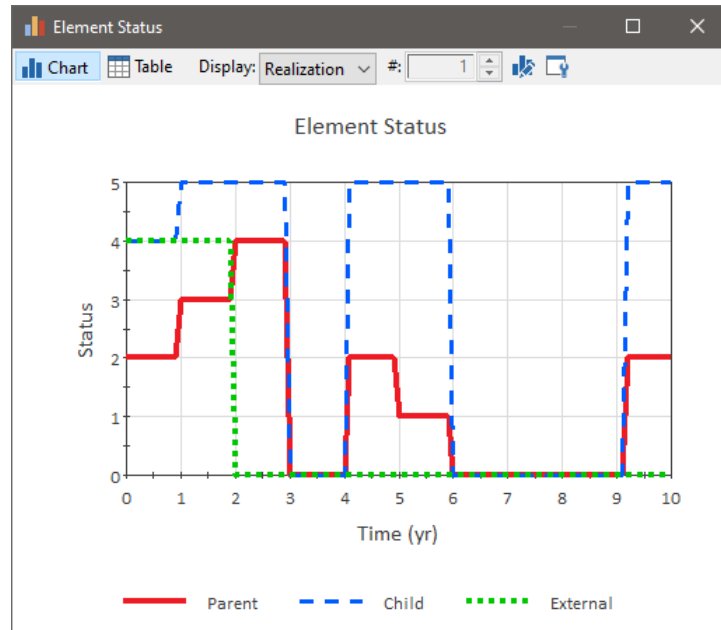 Element Status
Chart Table Display: Realization #: 1
Element Status
5
4
3
2
1
0
Status
0 1 2 3 4 5 6 7 8 9 10
Time (yr)
Parent Child External